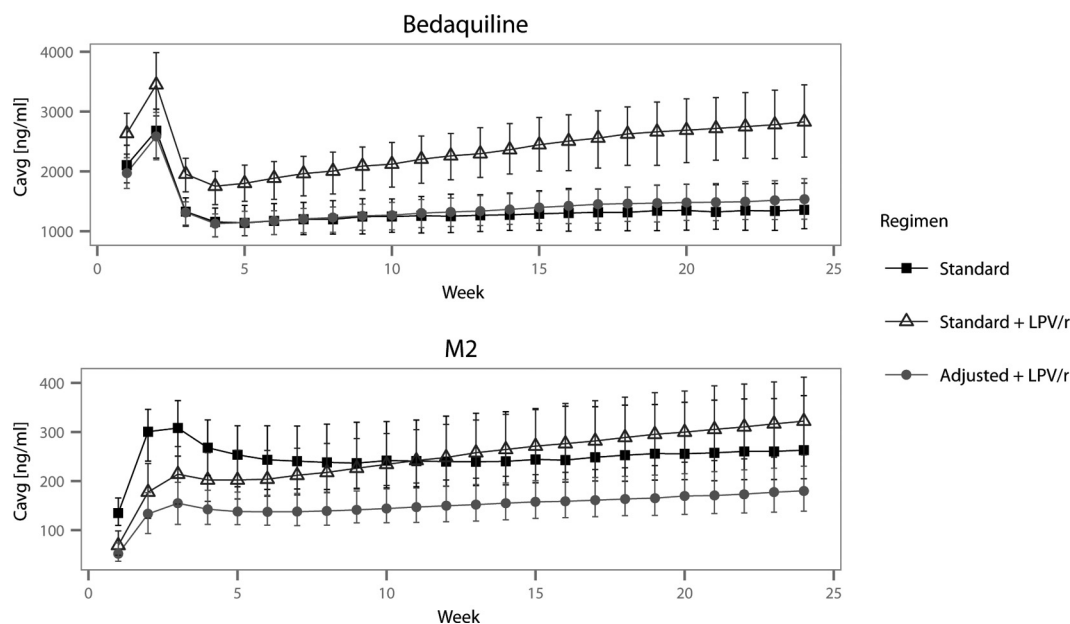 Bedaquiline
4000
3000
2000
1000
Cavg [ng/ml]
0 5 10 15 20 25
Week
M2
400
300
200
100
Cavg [ng/ml]
0 5 10 15 20 25
Week
Regimen
Standard
Standard + LPV/r
Adjusted + LPV/r